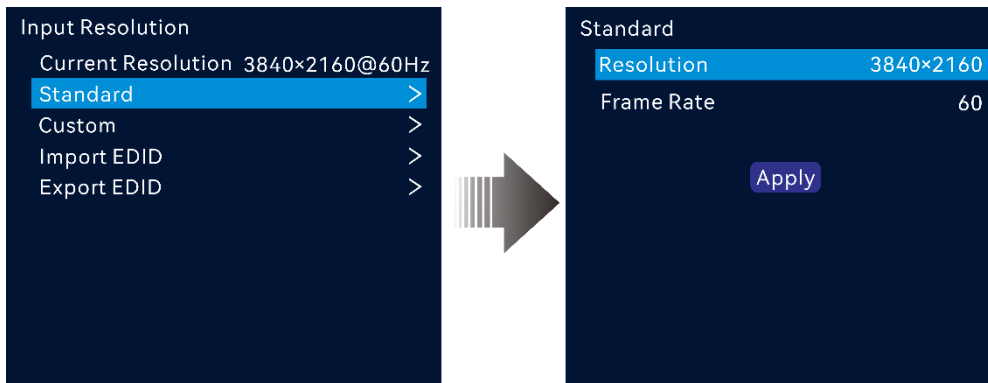 Input Resolution
Current Resolution 3840×2160@60Hz
Standard >
Custom >
Import EDID >
Export EDID >
Standard
Resolution 3840×2160
Frame Rate 60
Apply